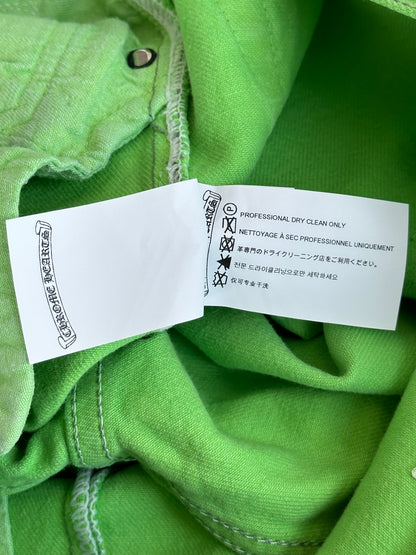 CHROME HEARTS
HEARTS
Ⓟ PROFESSIONAL DRY CLEAN ONLY
NETTOYAGE À SEC PROFESSIONNEL UNIQUEMENT
革専門のドライクリーニング店をご利用ください。
전문 드라이클리닝으로만 세탁하세요
仅可专业干洗